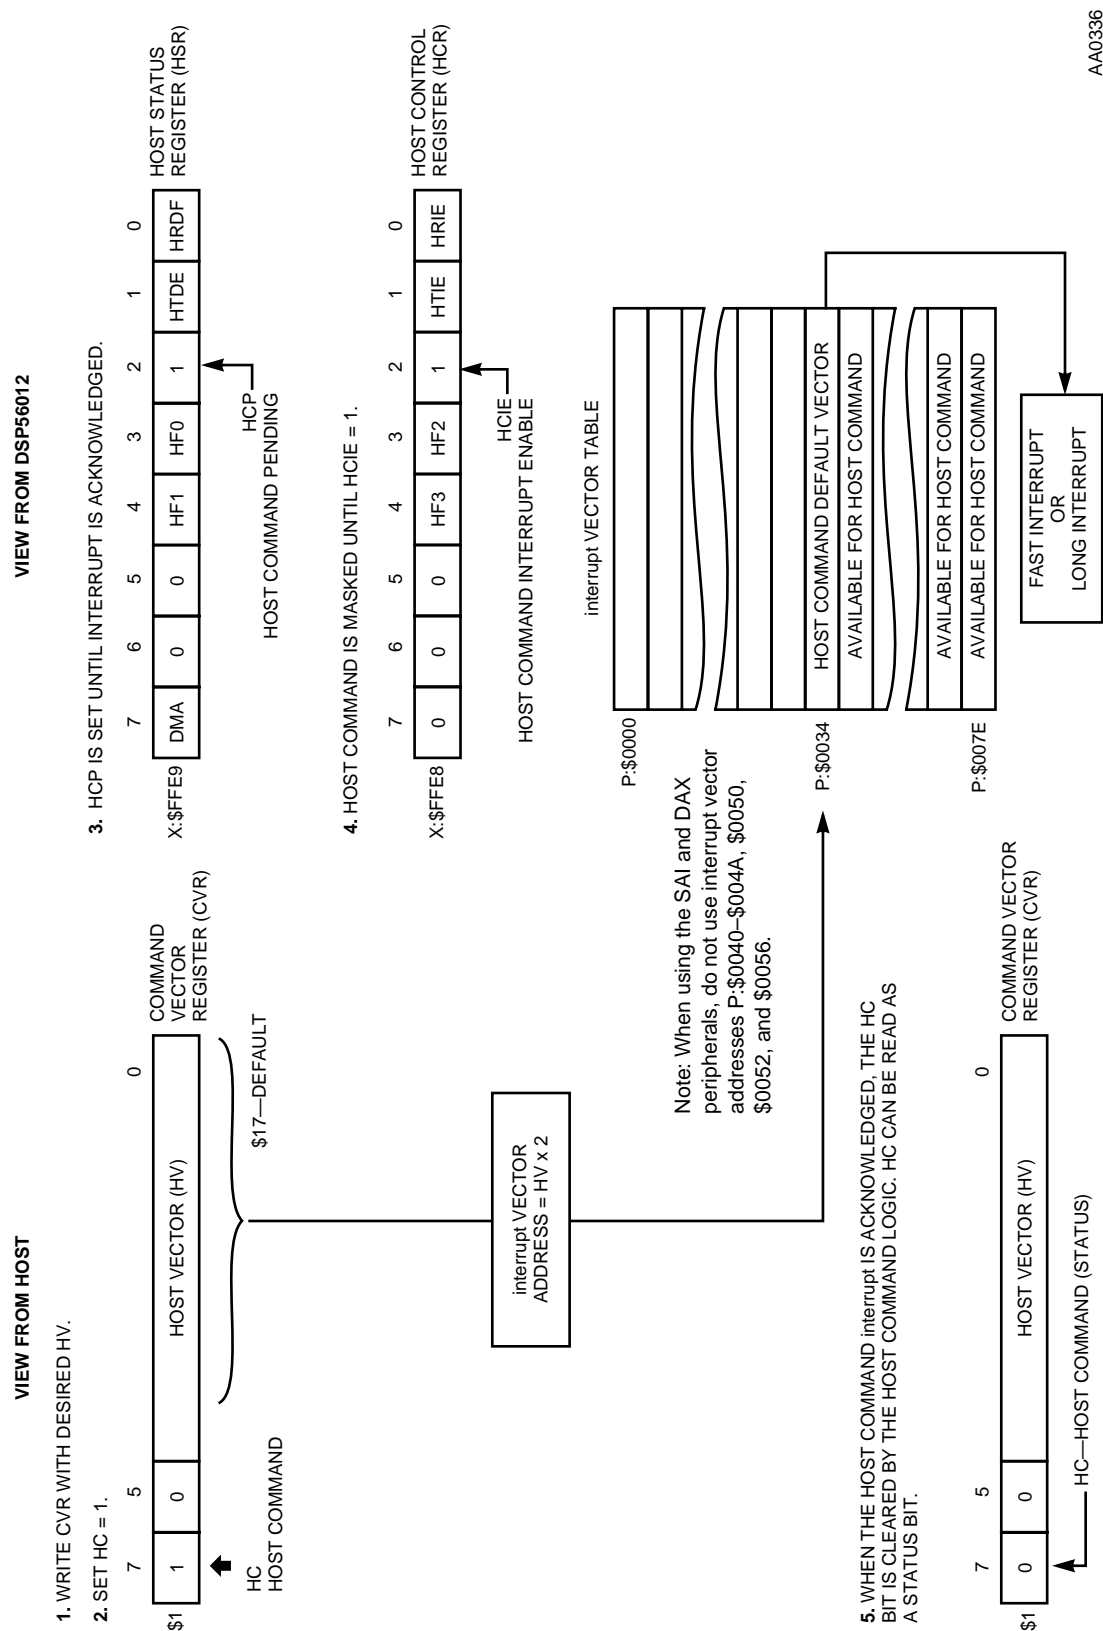 VIEW FROM HOST
1. WRITE CVR WITH DESIRED HV.
2. SET HC = 1.
7 5 0
$1 1 0 HOST VECTOR (HV)
COMMAND
VECTOR
REGISTER (CVR)
HC
HOST COMMAND
$17—DEFAULT
interrupt VECTOR
ADDRESS = HV x 2
5. WHEN THE HOST COMMAND interrupt IS ACKNOWLEDGED, THE HC
BIT IS CLEARED BY THE HOST COMMAND LOGIC. HC CAN BE READ AS
A STATUS BIT.
7 5 0
$1 0 0 HOST VECTOR (HV)
COMMAND VECTOR
REGISTER (CVR)
HC—HOST COMMAND (STATUS)
VIEW FROM DSP56012
3. HCP IS SET UNTIL INTERRUPT IS ACKNOWLEDGED.
7 6 5 4 3 2 1 0
X:$FFE9 DMA 0 0 HF1 HF0 1 HTDE HRDF
HOST STATUS
REGISTER (HSR)
HCP
HOST COMMAND PENDING
4. HOST COMMAND IS MASKED UNTIL HCIE = 1.
7 6 5 4 3 2 1 0
X:$FFE8 0 0 0 HF3 HF2 1 HTIE HRIE
HOST CONTROL
REGISTER (HCR)
HCIE
HOST COMMAND INTERRUPT ENABLE
interrupt VECTOR TABLE
P:$0000
Note: When using the SAI and DAX
peripherals, do not use interrupt vector
addresses P:$0040–$004A, $0050,
$0052, and $0056.
P:$0034 HOST COMMAND DEFAULT VECTOR
AVAILABLE FOR HOST COMMAND
AVAILABLE FOR HOST COMMAND
P:$007E AVAILABLE FOR HOST COMMAND
FAST INTERRUPT
OR
LONG INTERRUPT
AA0336